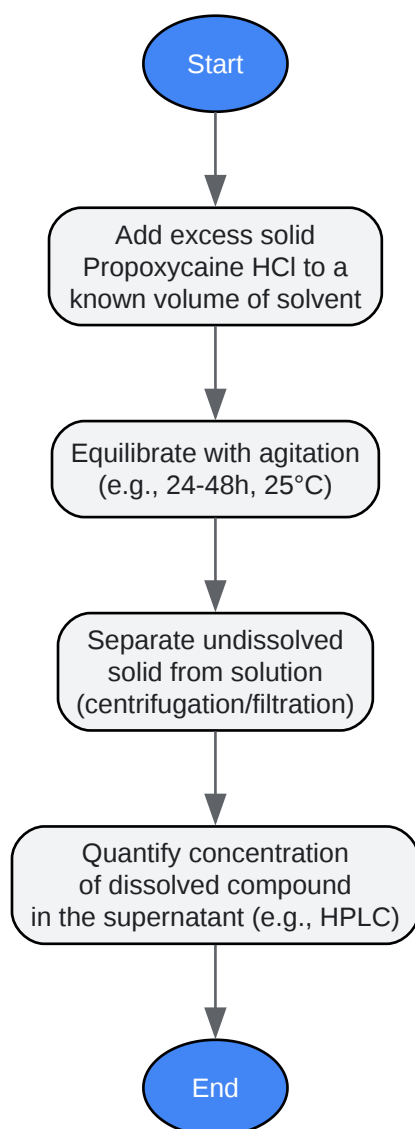 Start
Add excess solid
Propoxycaine HCl to a
known volume of solvent
Equilibrate with agitation
(e.g., 24-48h, 25°C)
Separate undissolved
solid from solution
(centrifugation/filtration)
Quantify concentration
of dissolved compound
in the supernatant (e.g., HPLC)
End